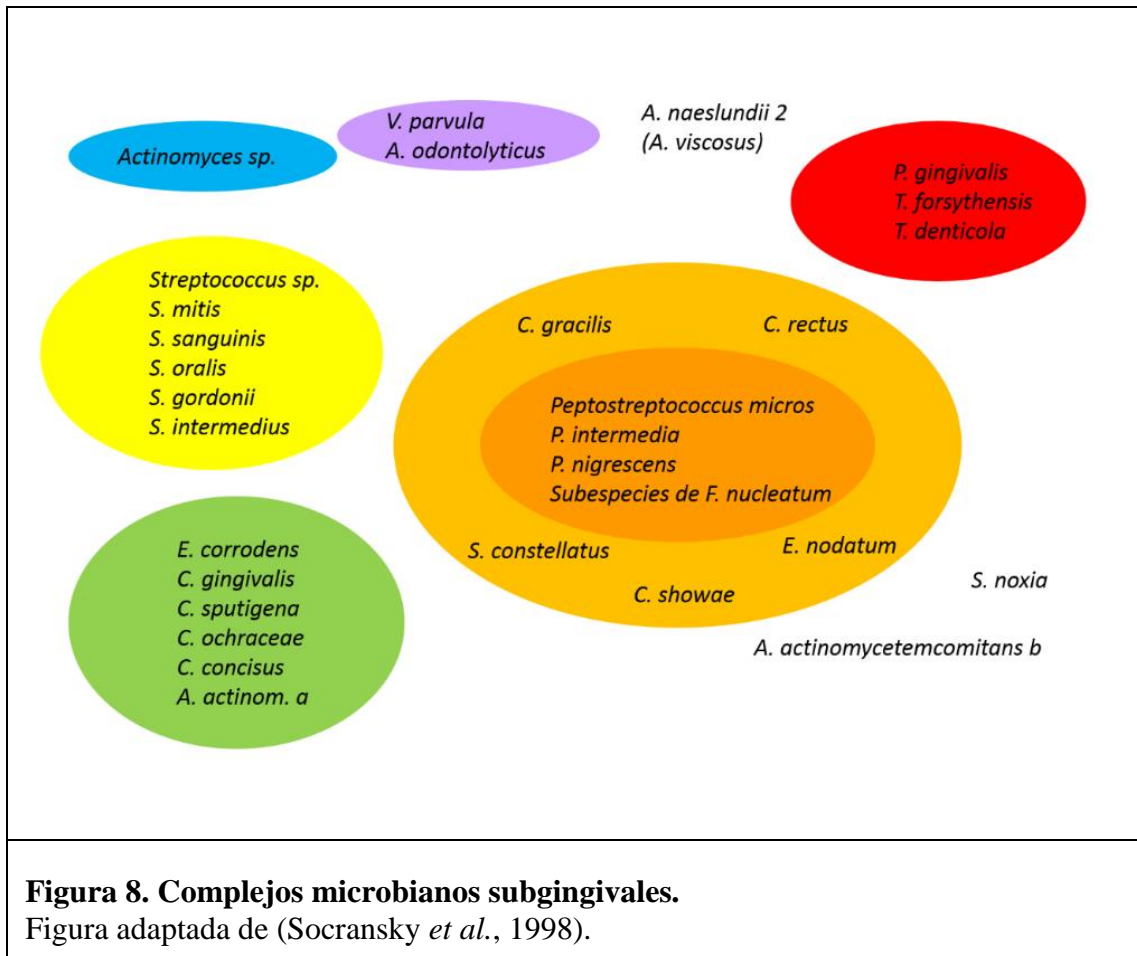 Actinomyces sp.
V. parvula
A. odontolyticus
A. naeslundii 2
(A. viscosus)
P. gingivalis
T. forsythensis
T. denticola
Streptococcus sp.
S. mitis
S. sanguinis
S. oralis
S. gordonii
S. intermedius
C. gracilis
C. rectus
Peptostreptococcus micros
P. intermedia
P. nigrescens
Subespecies de F. nucleatum
S. constellatus
E. nodatum
C. showae
E. corrodens
C. gingivalis
C. sputigena
C. ochraceae
C. concisus
A. actinom. a
S. noxia
A. actinomycetemcomitans b
Figura 8. Complejos microbianos subgingivales.
Figura adaptada de (Socransky et al., 1998).